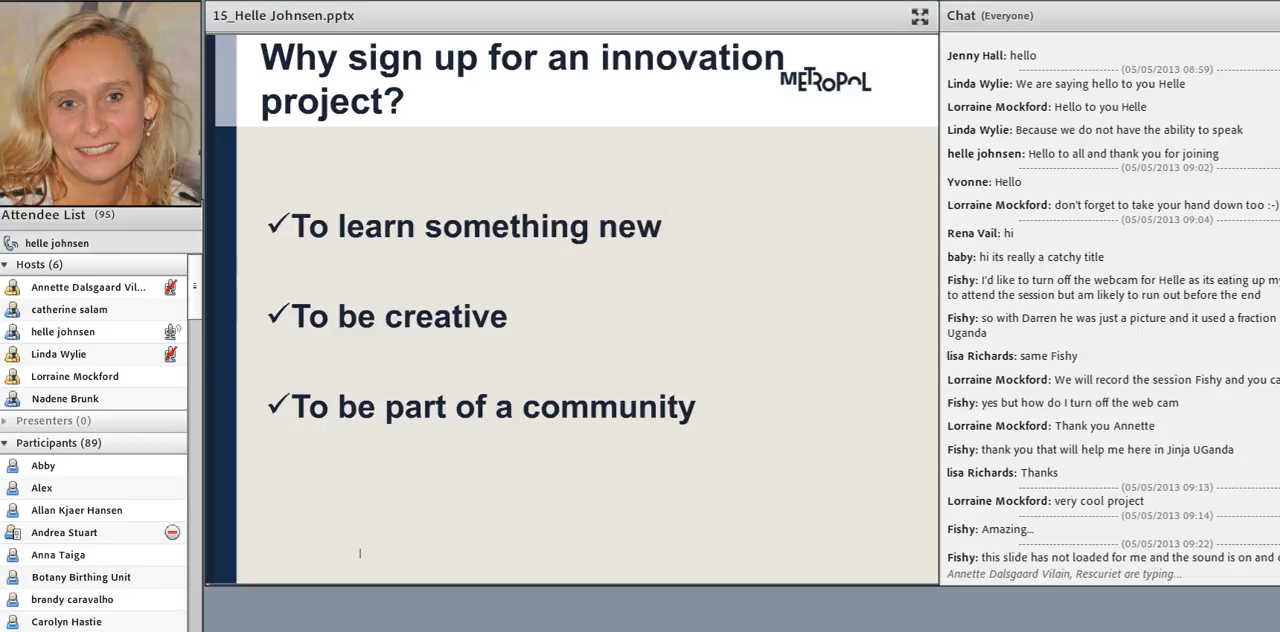 15_Helle Johnsen.pptx
Why sign up for an innovation
project?
METROPOL
✓To learn something new
✓To be creative
✓To be part of a community
Attendee List (95)
helle johnsen
Hosts (6)
Annette Dalsgaard Vil...
catherine salam
helle johnsen
Linda Wylie
Lorraine Mockford
Nadene Brunk
Presenters (0)
Participants (89)
Abby
Alex
Allan Kjaer Hansen
Andrea Stuart
Anna Taiga
Botany Birthing Unit
brandy caravalho
Carolyn Hastie
Chat (Everyone)
Jenny Hall: hello
(05/05/2013 08:59)
Linda Wylie: We are saying hello to you Helle
Lorraine Mockford: Hello to you Helle
Linda Wylie: Because we do not have the ability to speak
helle johnsen: Hello to all and thank you for joining
(05/05/2013 09:02)
Yvonne: Hello
Lorraine Mockford: don't forget to take your hand down too :-)
(05/05/2013 09:04)
Rena Vail: hi
baby: hi its really a catchy title
Fishy: I'd like to turn off the webcam for Helle as its eating up my
to attend the session but am likely to run out before the end
Fishy: so with Darren he was just a picture and it used a fraction
Uganda
lisa Richards: same Fishy
Lorraine Mockford: We will record the session Fishy and you ca
Fishy: yes but how do I turn off the web cam
Lorraine Mockford: Thank you Annette
Fishy: thank you that will help me here in Jinja UGanda
lisa Richards: Thanks
(05/05/2013 09:13)
Lorraine Mockford: very cool project
(05/05/2013 09:14)
Fishy: Amazing...
(05/05/2013 09:22)
Fishy: this slide has not loaded for me and the sound is on and
Annette Dalsgaard Vilain, Rescuriet are typing...